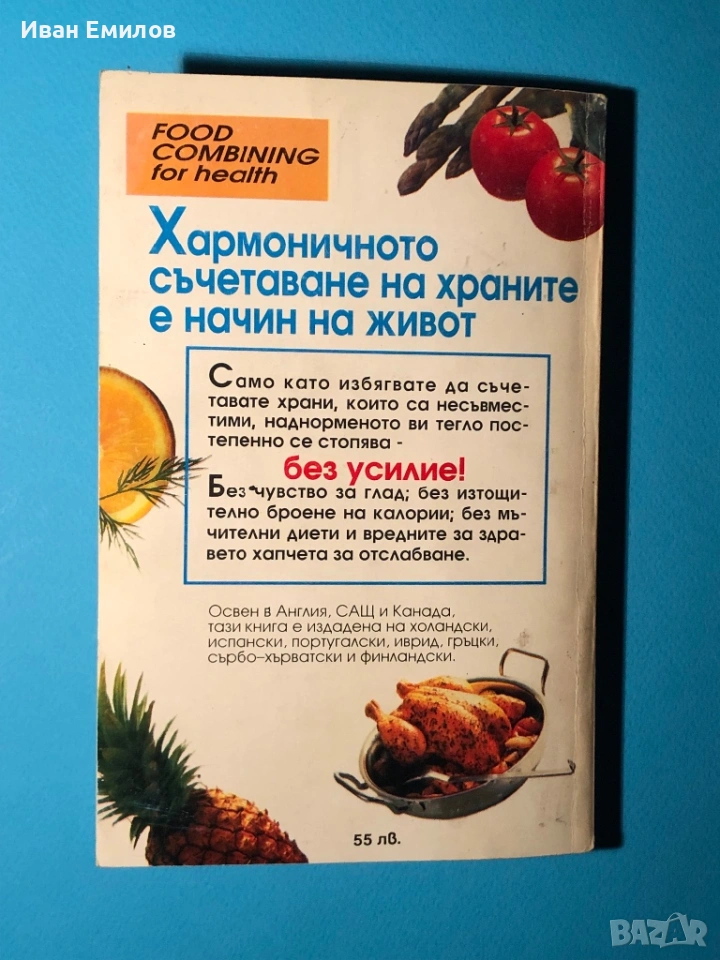 Иван Емилов
FOOD
COMBINING
for health
Хармоничното
съчетаване на храните
е начин на живот
Само като избягвате да съче-
тавате храни, които са несъвмес-
тими, наднорменото ви тегло пос-
тепенно се стопява -
без усилие!
Без чувство за глад; без изтощи-
телно броене на калории; без мъ-
чителни диети и вредните за здра-
вето хапчета за отслабване.
Освен в Англия, САЩ и Канада,
тази книга е издадена на холандски,
испански, португалски, иврид, гръцки,
сърбо-хърватски и финландски.
55 лв.
BAZAR